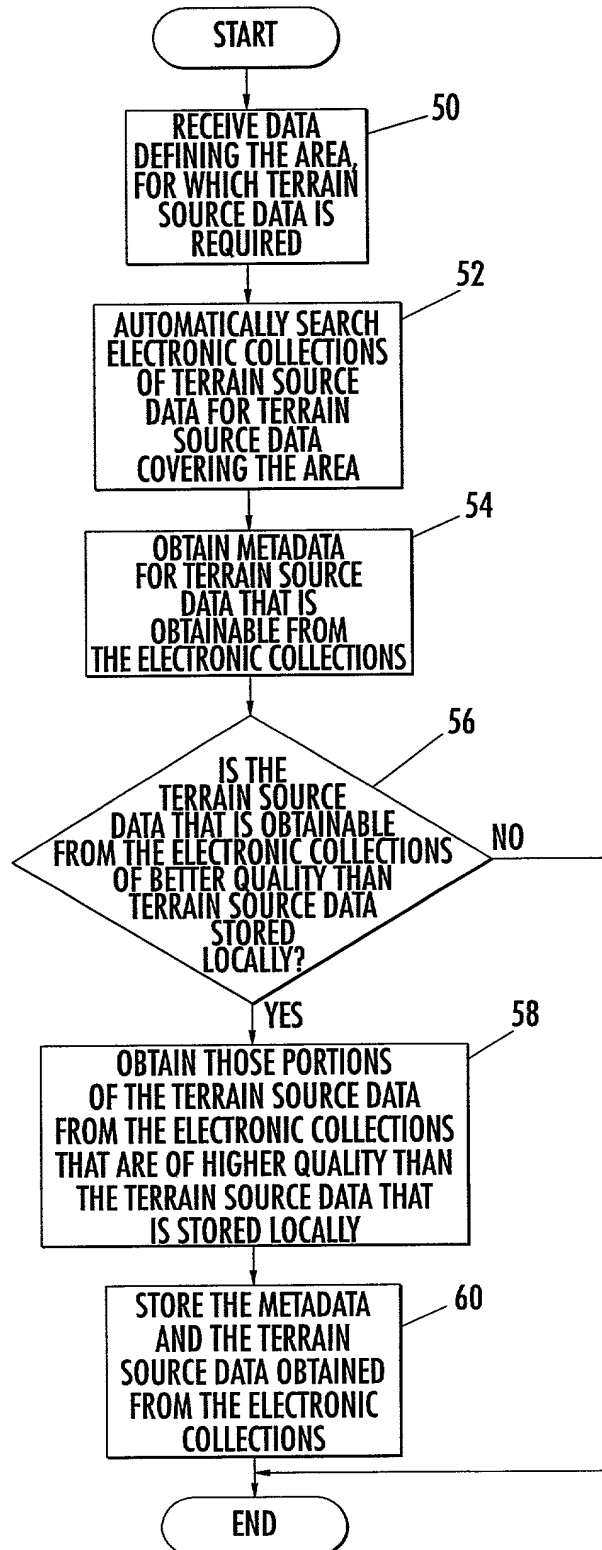 START
50
RECEIVE DATA
DEFINING THE AREA,
FOR WHICH TERRAIN
SOURCE DATA IS
REQUIRED
52
AUTOMATICALLY SEARCH
ELECTRONIC COLLECTIONS
OF TERRAIN SOURCE
DATA FOR TERRAIN
SOURCE DATA
COVERING THE AREA
54
OBTAIN METADATA
FOR TERRAIN SOURCE
DATA THAT IS
OBTAINABLE FROM
THE ELECTRONIC COLLECTIONS
56
IS THE
TERRAIN SOURCE
DATA THAT IS OBTAINABLE
FROM THE ELECTRONIC COLLECTIONS
OF BETTER QUALITY THAN
TERRAIN SOURCE DATA
STORED
LOCALLY?
NO
YES
58
OBTAIN THOSE PORTIONS
OF THE TERRAIN SOURCE DATA
FROM THE ELECTRONIC COLLECTIONS
THAT ARE OF HIGHER QUALITY THAN
THE TERRAIN SOURCE DATA THAT
IS STORED LOCALLY
60
STORE THE METADATA
AND THE TERRAIN
SOURCE DATA OBTAINED
FROM THE ELECTRONIC
COLLECTIONS
END